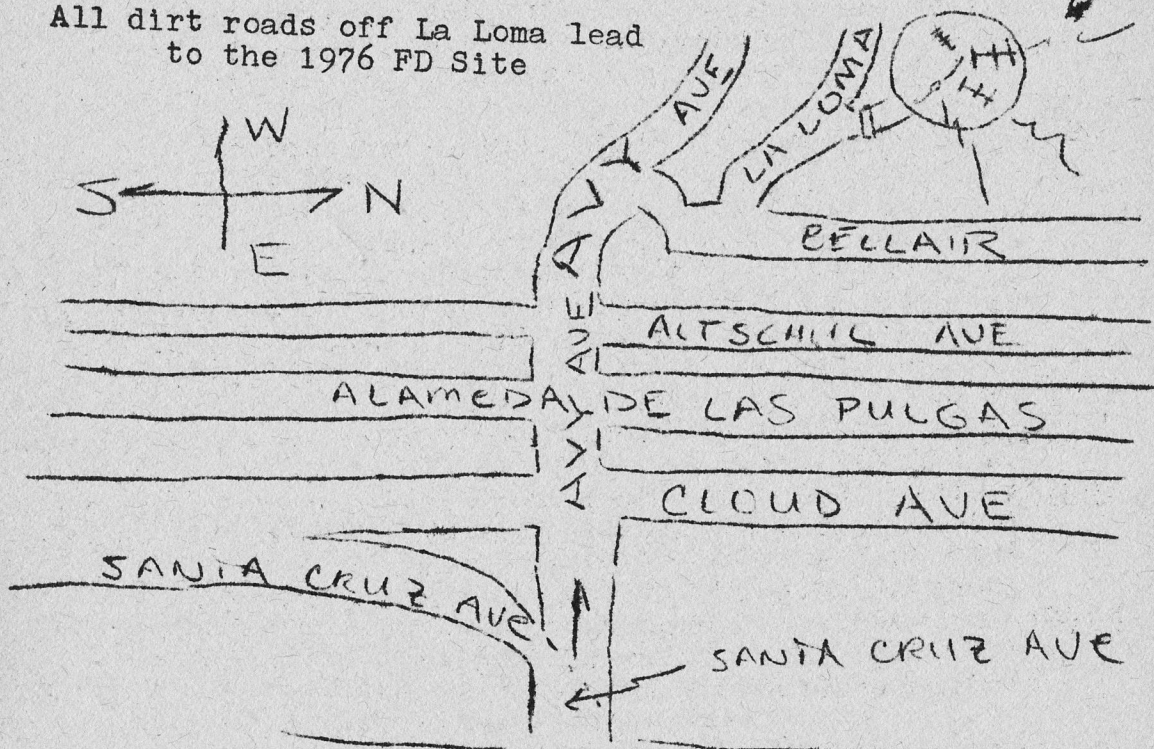 All dirt roads off La Loma lead
to the 1976 FD Site
W
S N
E
AVY AVE
LA LOMA
BELLAIR
AVY AVE
ALTSCHUL AVE
ALAMEDA DE LAS PULGAS
CLOUD AVE
SANTA CRUZ AVE
SANTA CRUZ AVE